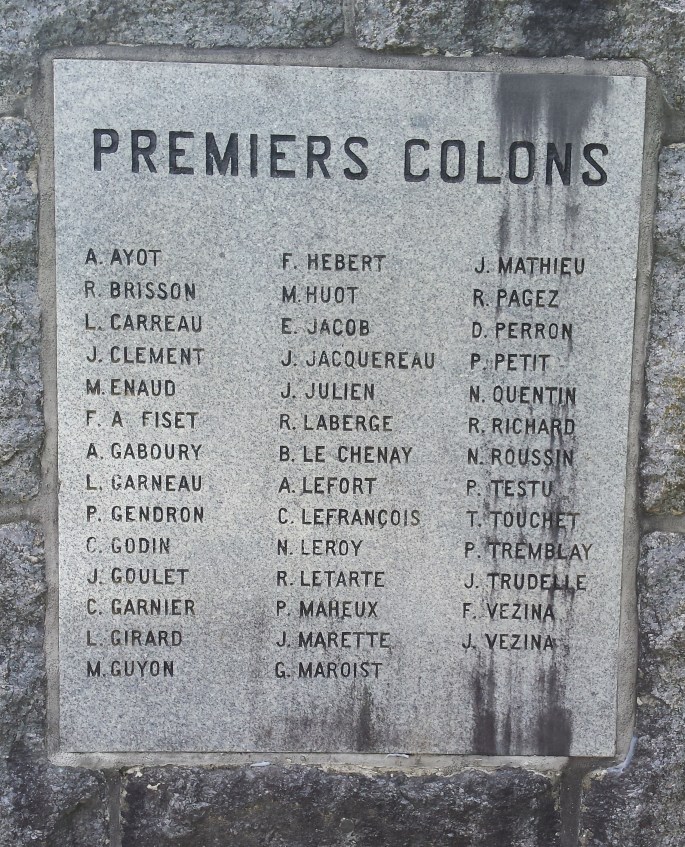 PREMIERS COLONS
A. AYOT
R. BRISSON
L. CARREAU
J. CLEMENT
M. ENAUD
F. A FISET
A. GABOURY
L. GARNEAU
P. GENDRON
C. GODIN
J. GOULET
C. GARNIER
L. GIRARD
M. GUYON
F. HEBERT
M. HUOT
E. JACOB
J. JACQUEREAU
J. JULIEN
R. LABERGE
B. LE CHENAY
A. LEFORT
C. LEFRANÇOIS
N. LEROY
R. LETARTE
P. MAHEUX
J. MARETTE
G. MAROIST
J. MATHIEU
R. PAGEZ
D. PERRON
P. PETIT
N. QUENTIN
R. RICHARD
N. ROUSSIN
P. TESTU
T. TOUCHET
P. TREMBLAY
J. TRUDELLE
F. VEZINA
J. VEZINA